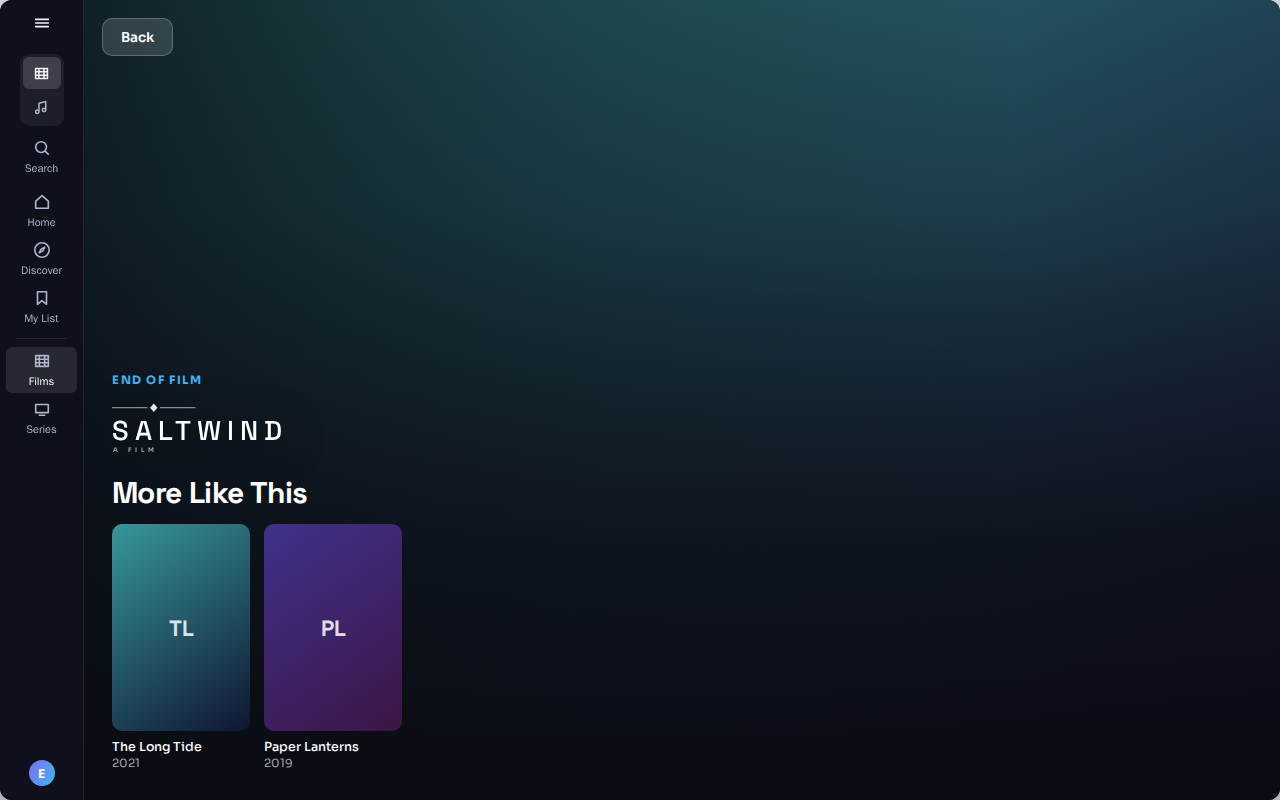 Back
Search
Home
Discover
My List
Films
Series
E
END OF FILM
SALTWIND
A FILM
More Like This
TL
PL
The Long Tide
2021
Paper Lanterns
2019